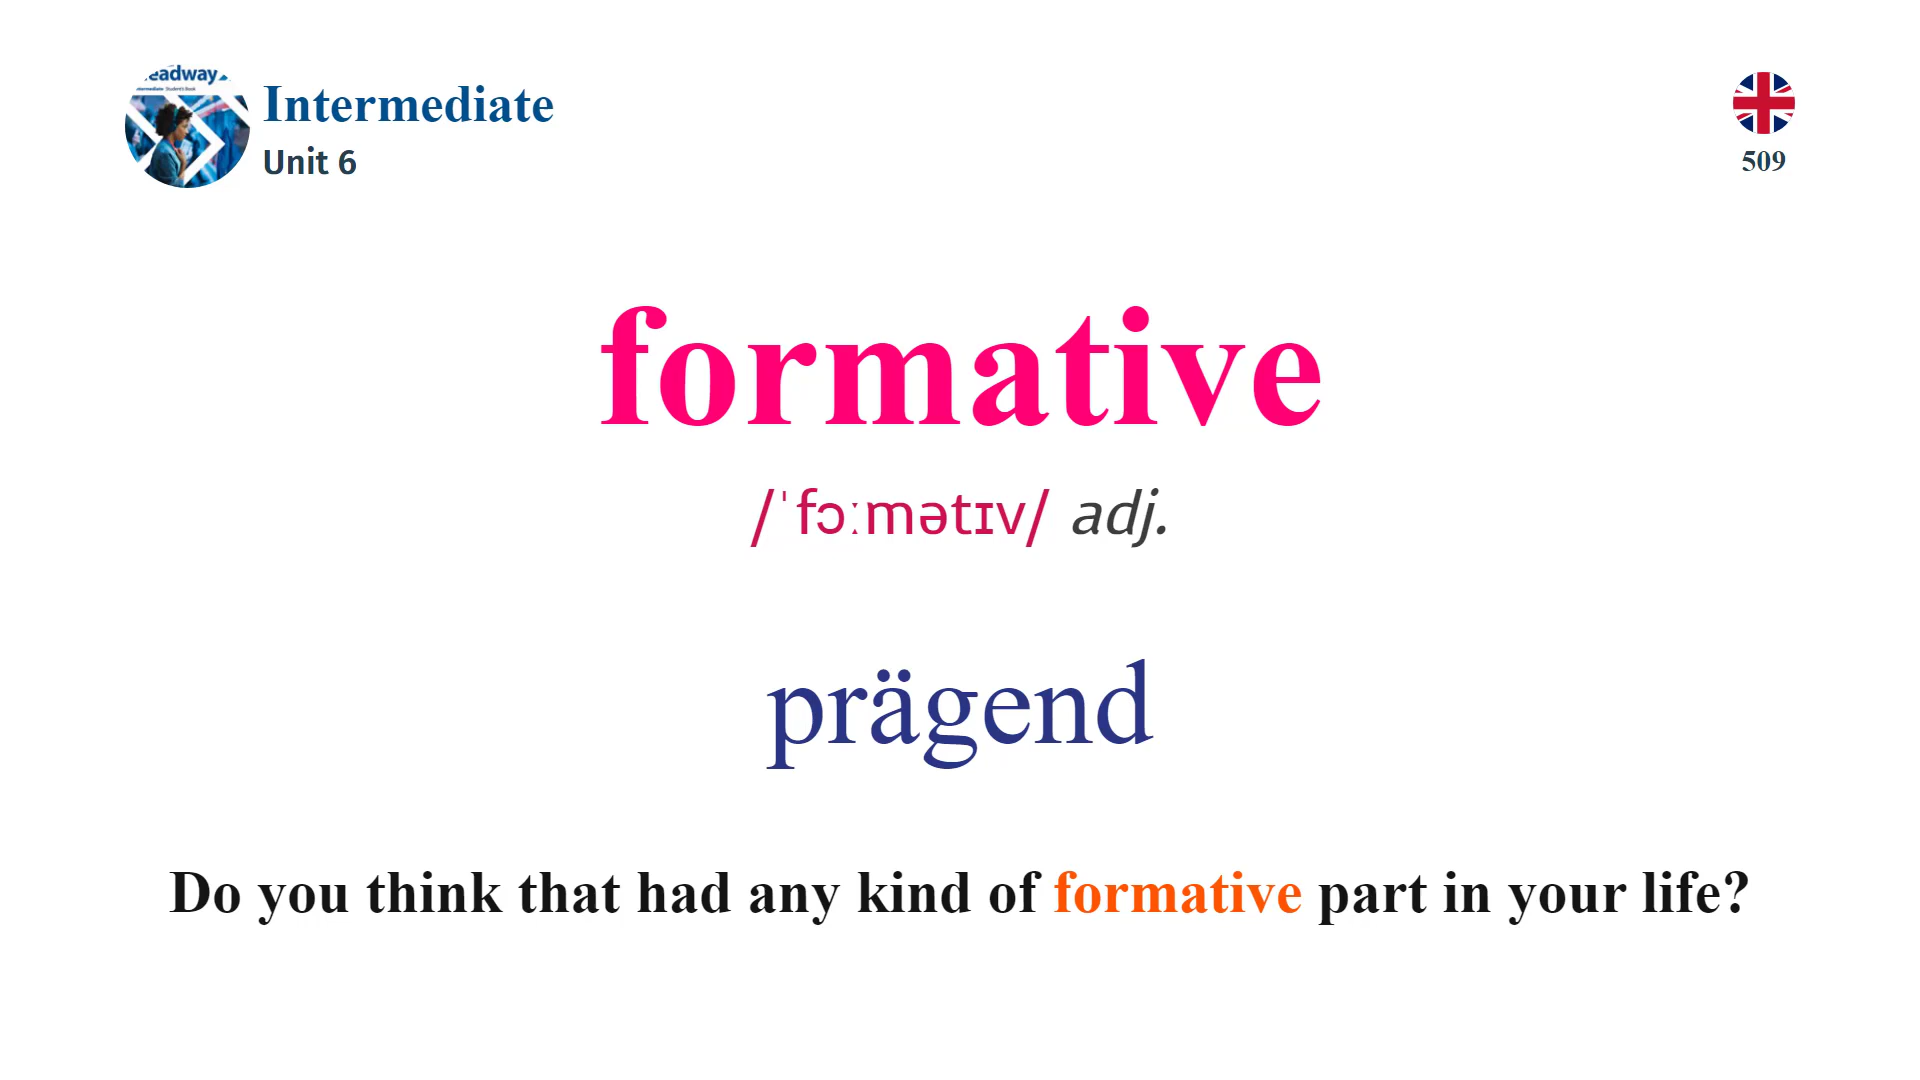 eadway
Intermediate
Unit 6
509
formative
/ˈfɔːmətɪv/ adj.
prägend
Do you think that had any kind of formative part in your life?